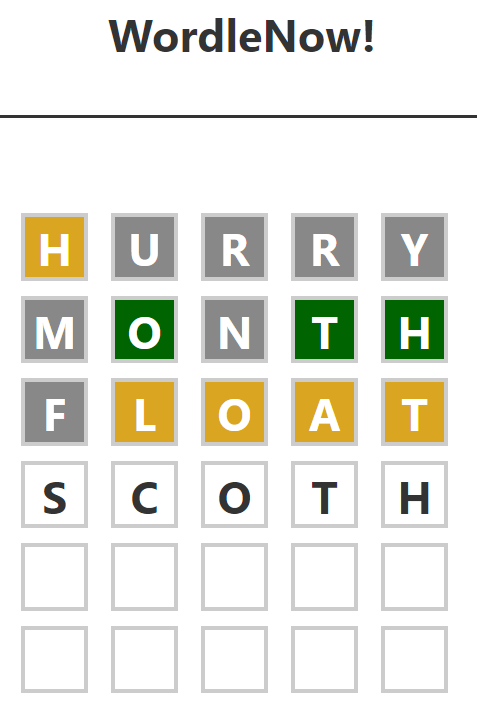 WordleNow!
H U R R Y
M O N T H
F L O A T
S C O T H